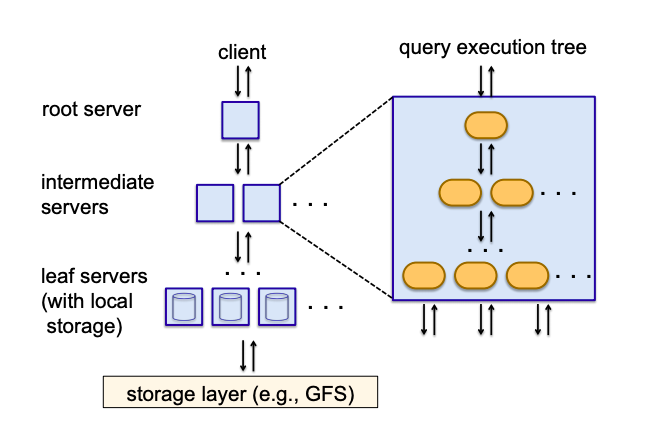 client
query execution tree
root server
intermediate
servers
. . .
. . .
. . .
leaf servers
(with local
storage)
. . .
. . .
. . .
. . .
storage layer (e.g., GFS)